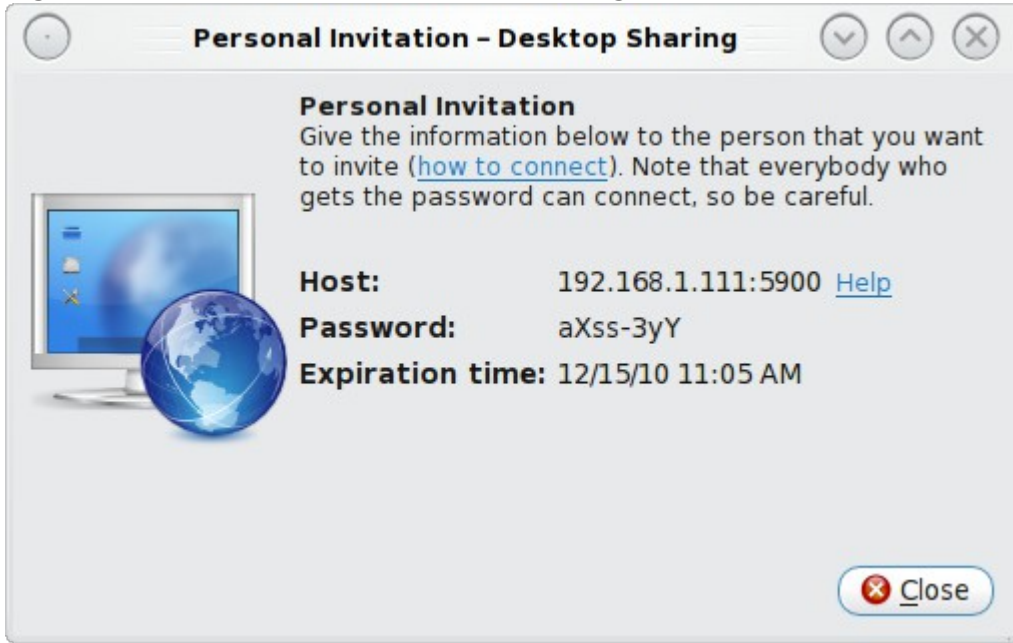 Personal Invitation – Desktop Sharing
Personal Invitation
Give the information below to the person that you want
to invite (how to connect). Note that everybody who
gets the password can connect, so be careful.
Host: 192.168.1.111:5900 Help
Password: aXss-3yY
Expiration time: 12/15/10 11:05 AM
Close